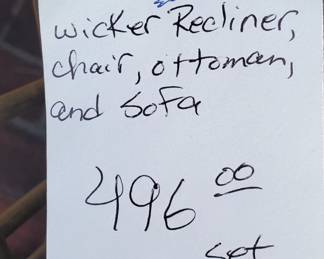 wicker Recliner,
chair, ottoman,
and sofa
496 00
set